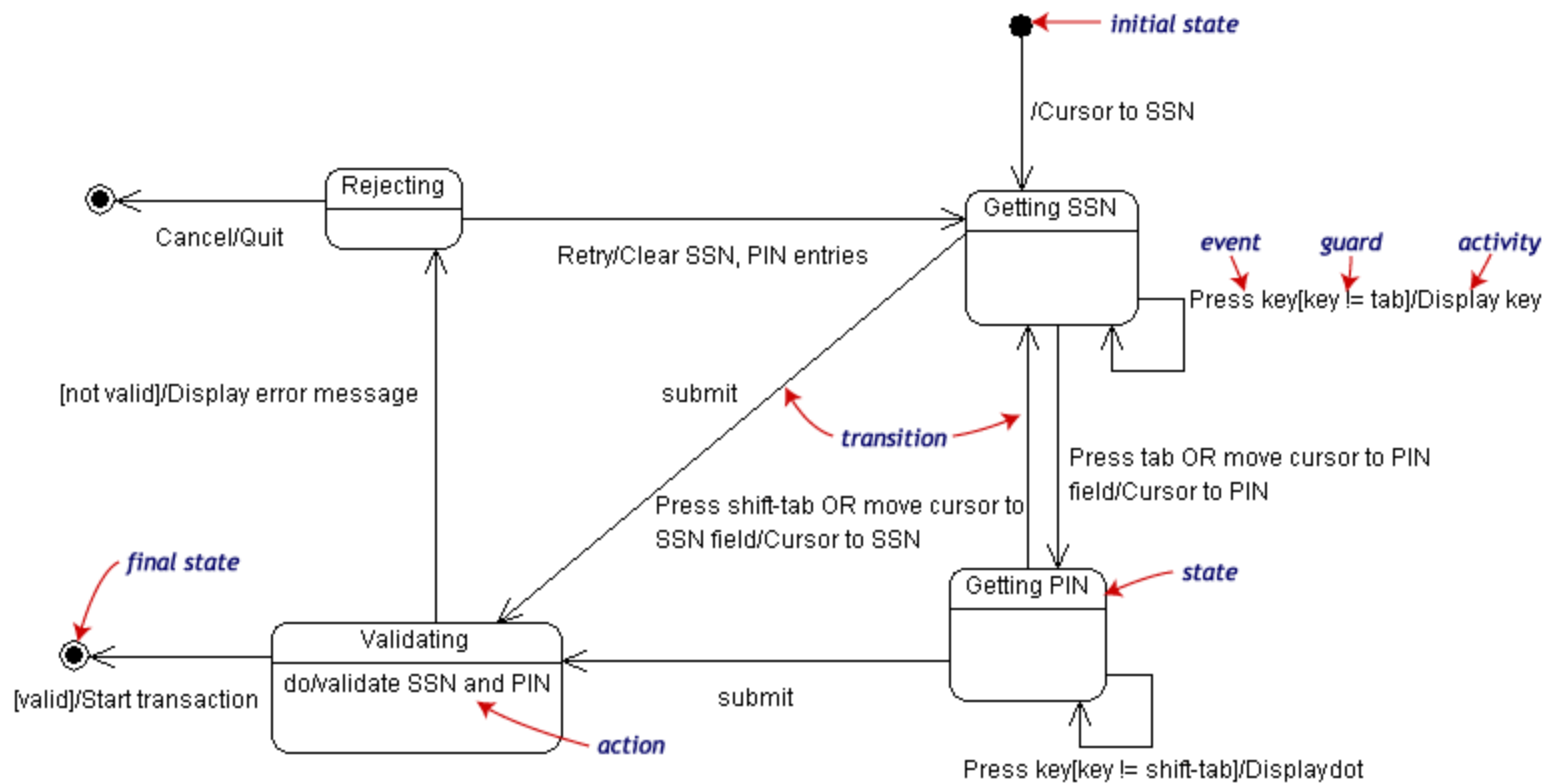 initial state
/Cursor to SSN
Rejecting
Getting SSN
Cancel/Quit
Retry/Clear SSN, PIN entries
event
guard
activity
Press key[key != tab]/Display key
[not valid]/Display error message
submit
transition
Press tab OR move cursor to PIN
field/Cursor to PIN
Press shift-tab OR move cursor to
SSN field/Cursor to SSN
final state
Getting PIN
state
Validating
do/validate SSN and PIN
[valid]/Start transaction
submit
action
Press key[key != shift-tab]/Displaydot